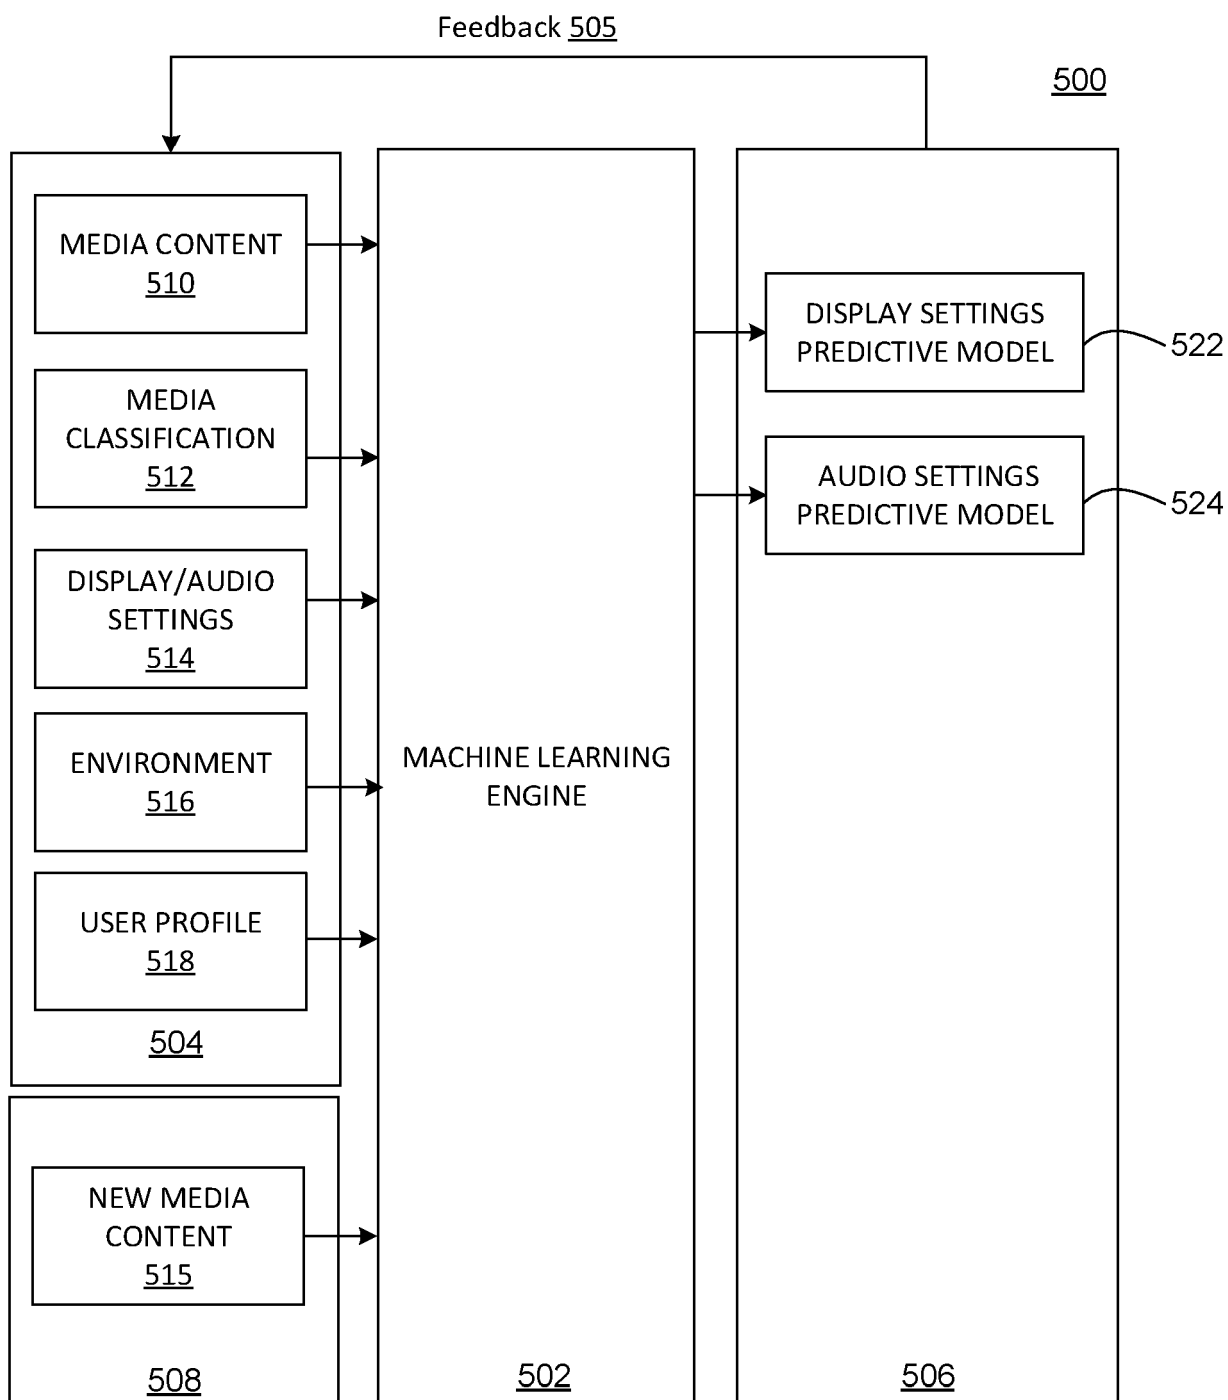 Feedback 505
500
MEDIA CONTENT
510
MEDIA
CLASSIFICATION
512
DISPLAY/AUDIO
SETTINGS
514
ENVIRONMENT
516
USER PROFILE
518
504
NEW MEDIA
CONTENT
515
508
MACHINE LEARNING
ENGINE
502
DISPLAY SETTINGS
PREDICTIVE MODEL
522
AUDIO SETTINGS
PREDICTIVE MODEL
524
506